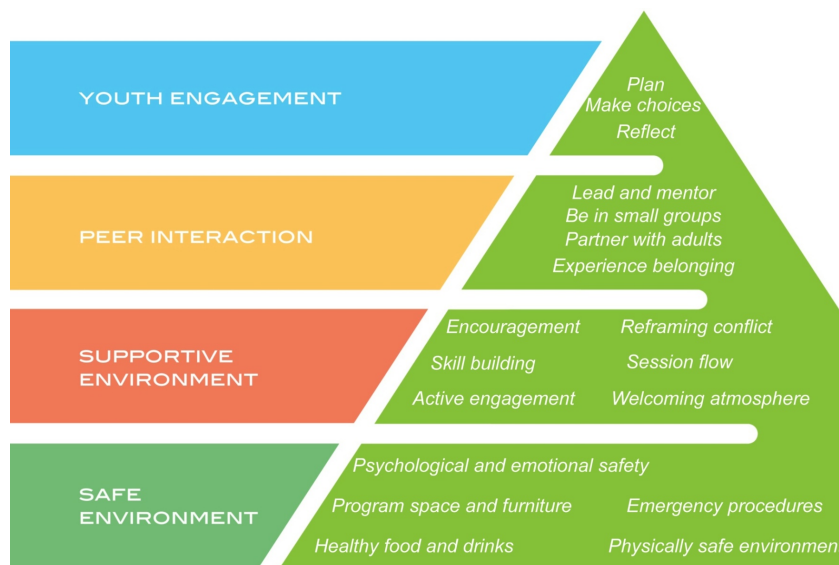 YOUTH ENGAGEMENT
Plan
Make choices
Reflect
PEER INTERACTION
Lead and mentor
Be in small groups
Partner with adults
Experience belonging
SUPPORTIVE
ENVIRONMENT
Encouragement Reframing conflict
Skill building Session flow
Active engagement Welcoming atmosphere
SAFE
ENVIRONMENT
Psychological and emotional safety
Program space and furniture Emergency procedures
Healthy food and drinks Physically safe environmen